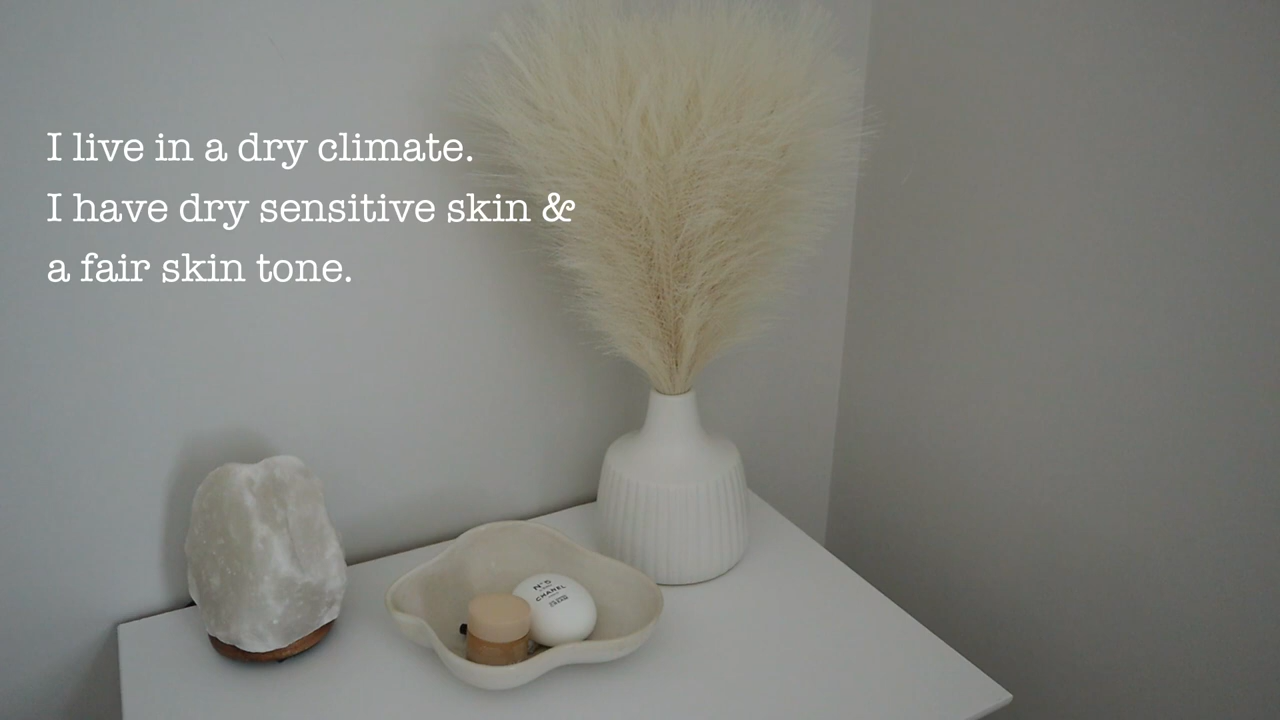 I live in a dry climate.
I have dry sensitive skin &
a fair skin tone.
N°5
CHANEL